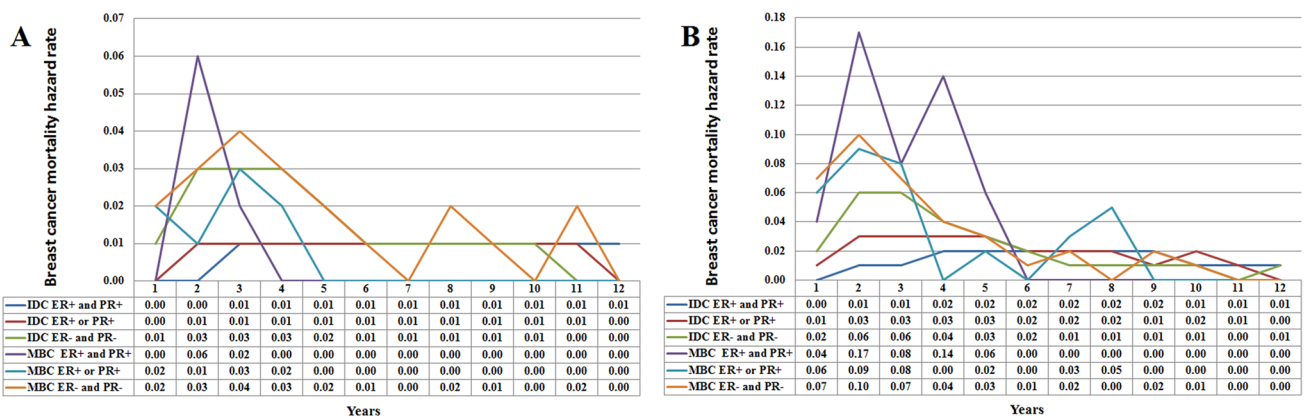 A
Breast cancer mortality hazard rate
0.07
0.06
0.05
0.04
0.03
0.02
0.01
0.00
1 2 3 4 5 6 7 8 9 10 11 12
IDC ER+ and PR+ 0.00 0.00 0.01 0.01 0.01 0.01 0.01 0.01 0.01 0.01 0.01 0.01
IDC ER+ or PR+ 0.00 0.01 0.01 0.01 0.01 0.01 0.01 0.01 0.01 0.01 0.01 0.00
IDC ER- and PR- 0.01 0.03 0.03 0.03 0.02 0.01 0.01 0.01 0.01 0.01 0.00 0.00
MBC ER+ and PR+ 0.00 0.06 0.02 0.00 0.00 0.00 0.00 0.00 0.00 0.00 0.00 0.00
MBC ER+ or PR+ 0.02 0.01 0.03 0.02 0.00 0.00 0.00 0.00 0.00 0.00 0.00 0.00
MBC ER- and PR- 0.02 0.03 0.04 0.03 0.02 0.01 0.00 0.02 0.01 0.00 0.02 0.00
Years
B
Breast cancer mortality hazard rate
0.18
0.16
0.14
0.12
0.10
0.08
0.06
0.04
0.02
0.00
1 2 3 4 5 6 7 8 9 10 11 12
IDC ER+ and PR+ 0.00 0.01 0.01 0.02 0.02 0.02 0.02 0.02 0.02 0.01 0.01 0.01
IDC ER+ or PR+ 0.01 0.03 0.03 0.03 0.03 0.02 0.02 0.02 0.01 0.02 0.01 0.00
IDC ER- and PR- 0.02 0.06 0.06 0.04 0.03 0.02 0.01 0.01 0.01 0.01 0.00 0.01
MBC ER+ and PR+ 0.04 0.17 0.08 0.14 0.06 0.00 0.00 0.00 0.00 0.00 0.00 0.00
MBC ER+ or PR+ 0.06 0.09 0.08 0.00 0.02 0.00 0.03 0.05 0.00 0.00 0.00 0.00
MBC ER- and PR- 0.07 0.10 0.07 0.04 0.03 0.01 0.02 0.00 0.02 0.01 0.00 0.00
Years